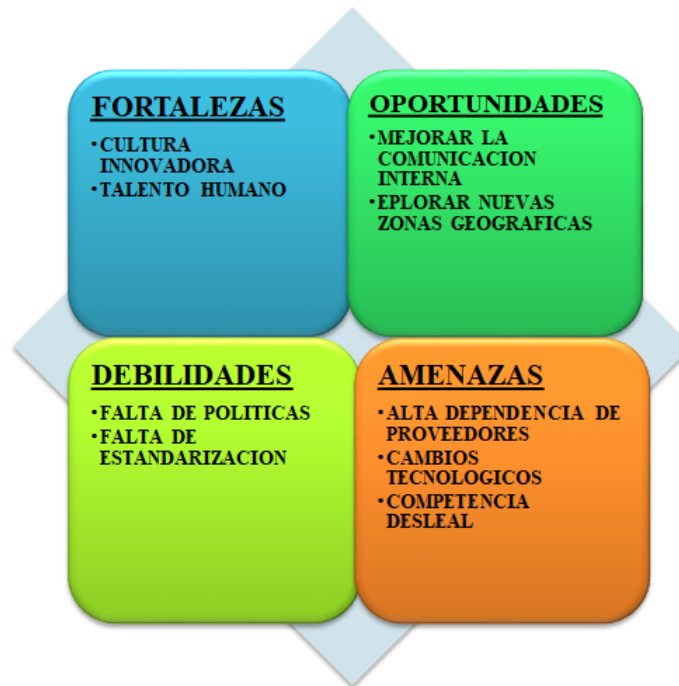 FORTALEZAS
•CULTURA
INNOVADORA
•TALENTO HUMANO
OPORTUNIDADES
•MEJORAR LA
COMUNICACION
INTERNA
•EPLORAR NUEVAS
ZONAS GEOGRAFICAS
DEBILIDADES
•FALTA DE POLITICAS
•FALTA DE
ESTANDARIZACION
AMENAZAS
•ALTA DEPENDENCIA DE
PROVEEDORES
•CAMBIOS
TECNOLOGICOS
•COMPETENCIA
DESLEAL